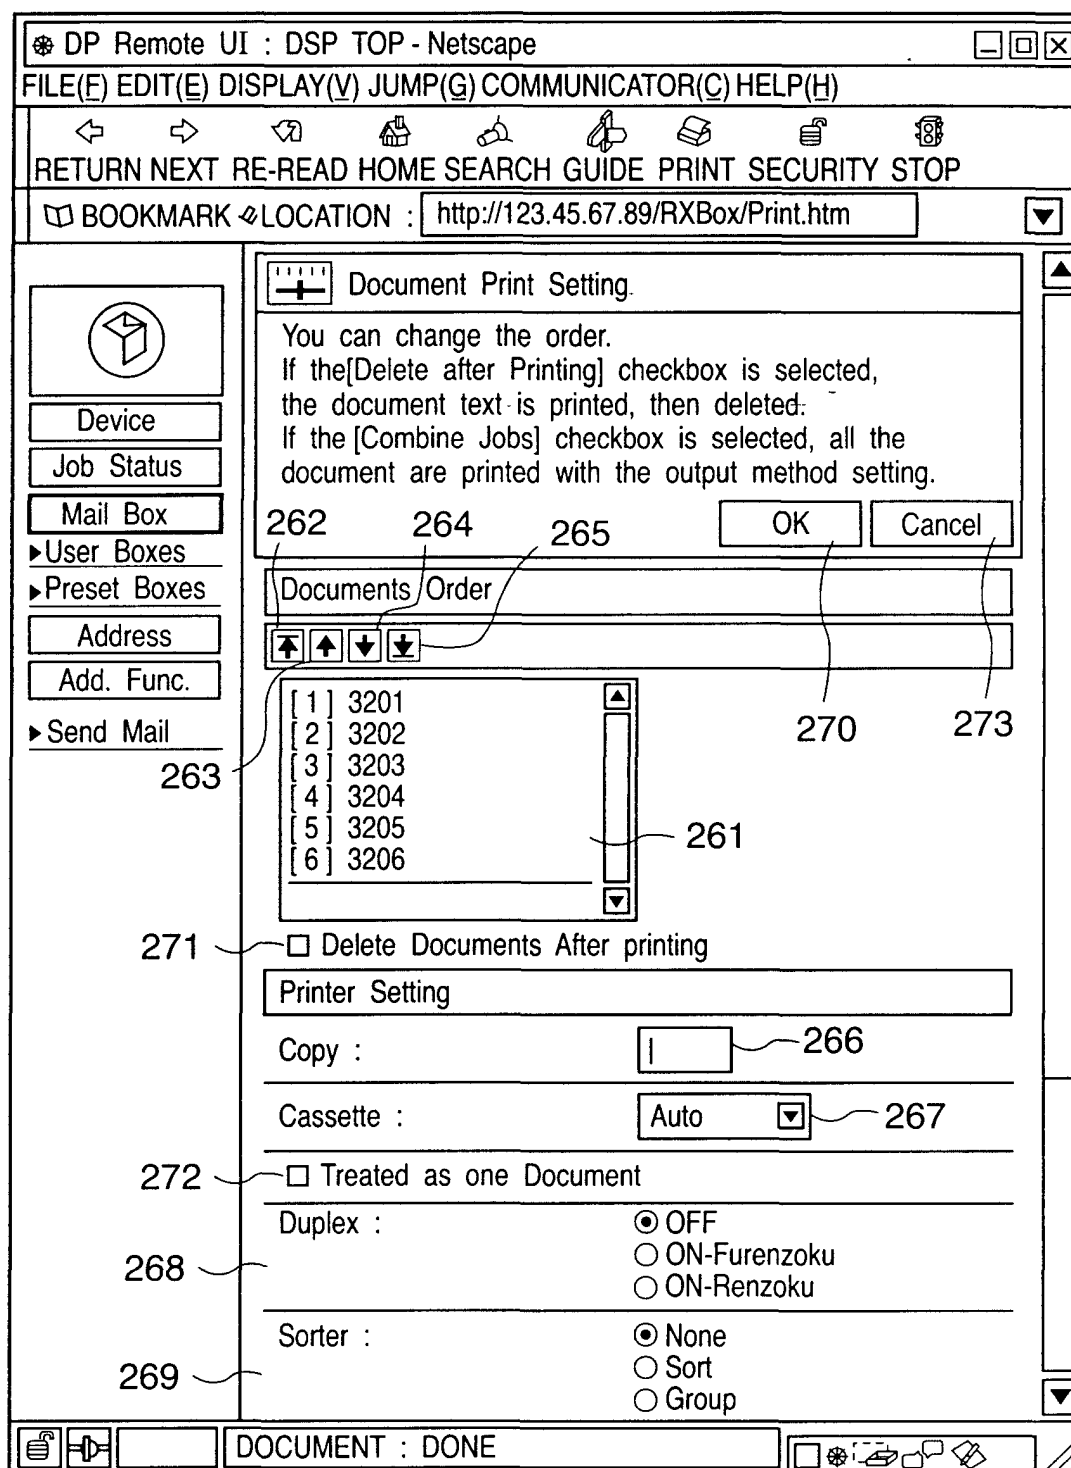 DP Remote UI : DSP TOP - Netscape
FILE(F) EDIT(E) DISPLAY(V) JUMP(G) COMMUNICATOR(C) HELP(H)
RETURN NEXT RE-READ HOME SEARCH GUIDE PRINT SECURITY STOP
BOOKMARK LOCATION : http://123.45.67.89/RXBox/Print.htm
Document Print Setting.
You can change the order.
If the[Delete after Printing] checkbox is selected,
the document text is printed, then deleted.
If the [Combine Jobs] checkbox is selected, all the
document are printed with the output method setting.
OK Cancel
Device
Job Status
Mail Box
User Boxes
Preset Boxes
Address
Add. Func.
Send Mail
262 264 265
Documents Order
270 273
263
[1] 3201
[2] 3202
[3] 3203
[4] 3204
[5] 3205
[6] 3206
261
271 Delete Documents After printing
Printer Setting
Copy : 266
Cassette : Auto 267
272 Treated as one Document
Duplex : OFF
ON-Furenzoku
ON-Renzoku
268
Sorter : None
Sort
Group
269
DOCUMENT : DONE